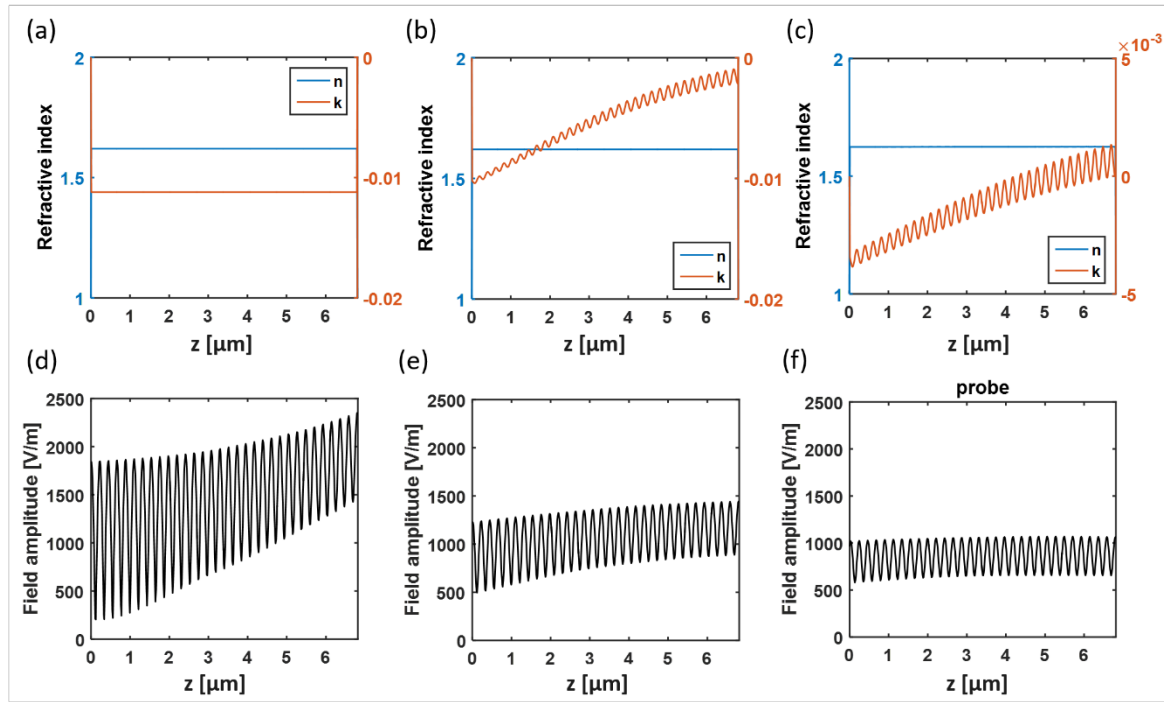 (a)
(b)
(c)
2
1.5
1
Refractive index
0
-0.01
-0.02
n
k
0 1 2 3 4 5 6
z [μm]
2
1.5
1
Refractive index
0
-0.01
-0.02
n
k
0 1 2 3 4 5 6
z [μm]
×10⁻³
2
1.5
1
Refractive index
5
0
-5
n
k
0 1 2 3 4 5 6
z [μm]
(d)
(e)
(f)
2500
2000
1500
1000
500
0
Field amplitude [V/m]
0 1 2 3 4 5 6
z [μm]
2500
2000
1500
1000
500
0
Field amplitude [V/m]
0 1 2 3 4 5 6
z [μm]
probe
2500
2000
1500
1000
500
0
Field amplitude [V/m]
0 1 2 3 4 5 6
z [μm]